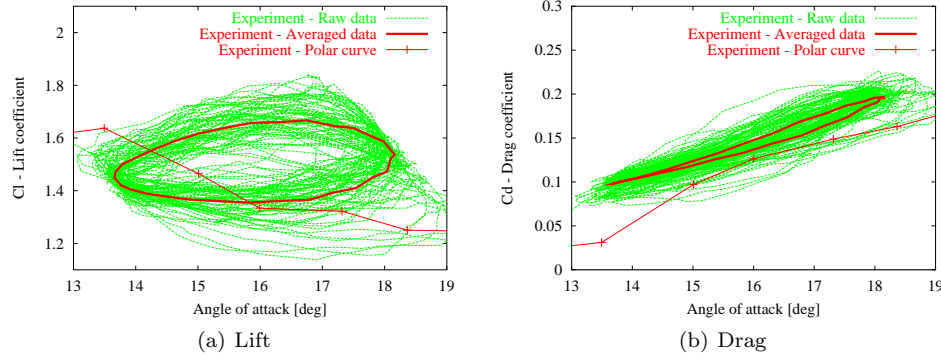 Experiment - Raw data
Experiment - Averaged data
Experiment - Polar curve
2
1.8
1.6
1.4
1.2
Cl - Lift coefficient
13 14 15 16 17 18 19
Angle of attack [deg]
(a) Lift
Experiment - Raw data
Experiment - Averaged data
Experiment - Polar curve
0.3
0.25
0.2
0.15
0.1
0.05
0
Cd - Drag coefficient
13 14 15 16 17 18 19
Angle of attack [deg]
(b) Drag